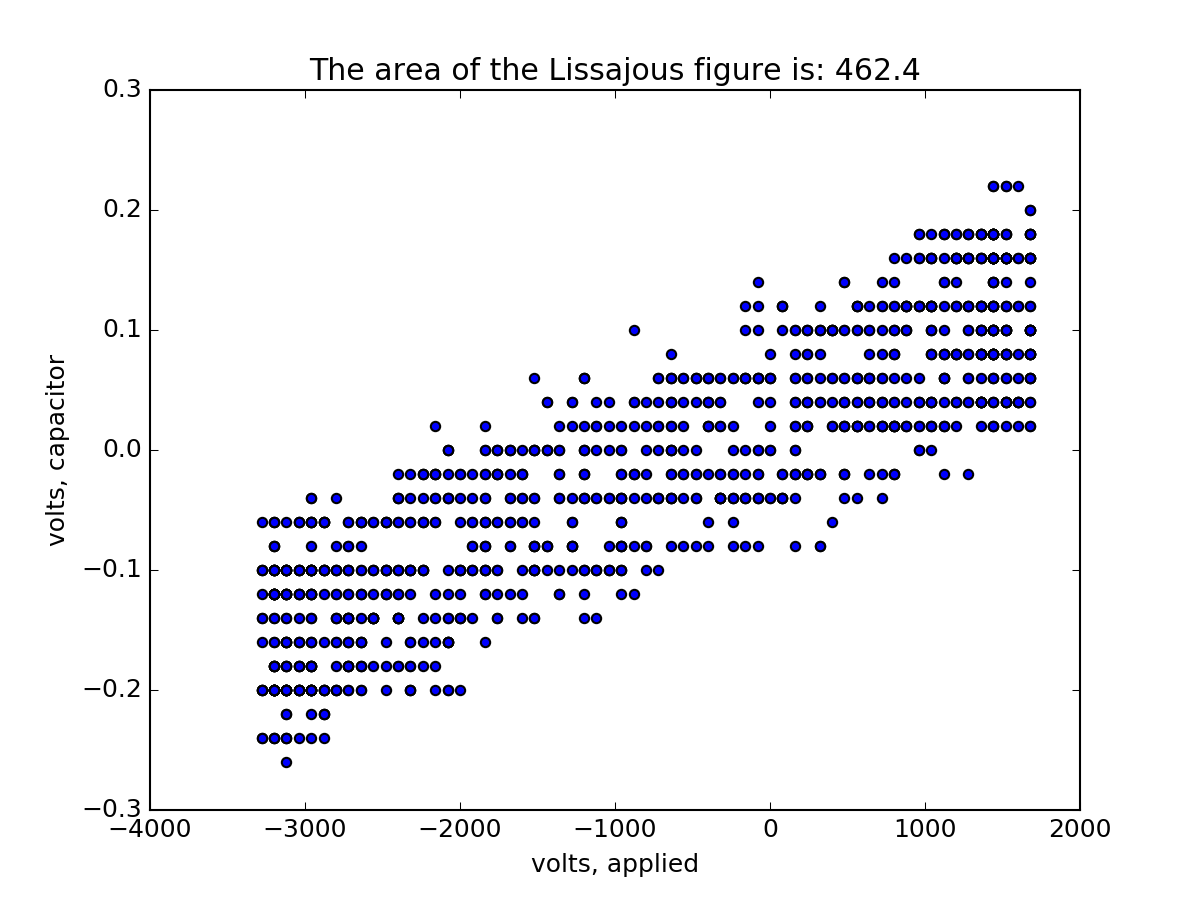 The area of the Lissajous figure is: 462.4
0.3
0.2
0.1
0.0
−0.1
−0.2
−0.3
volts, capacitor
−4000 −3000 −2000 −1000 0 1000 2000
volts, applied